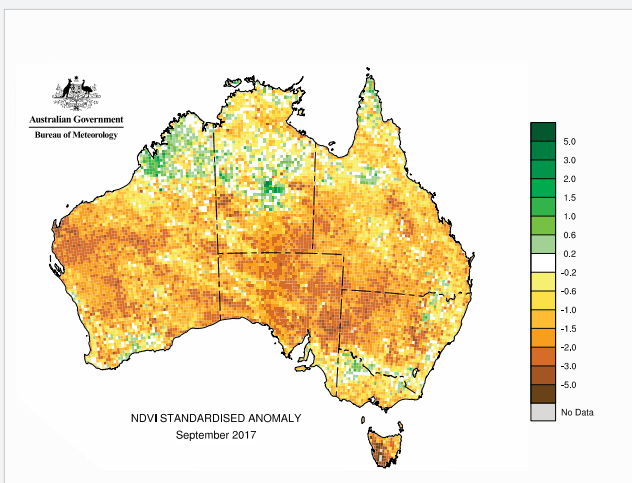 Australian Government
Bureau of Meteorology
5.0
3.0
2.0
1.5
1.0
0.6
0.2
-0.2
-0.6
-1.0
-1.5
-2.0
-3.0
-5.0
No Data
NDVI STANDARDISED ANOMALY
September 2017